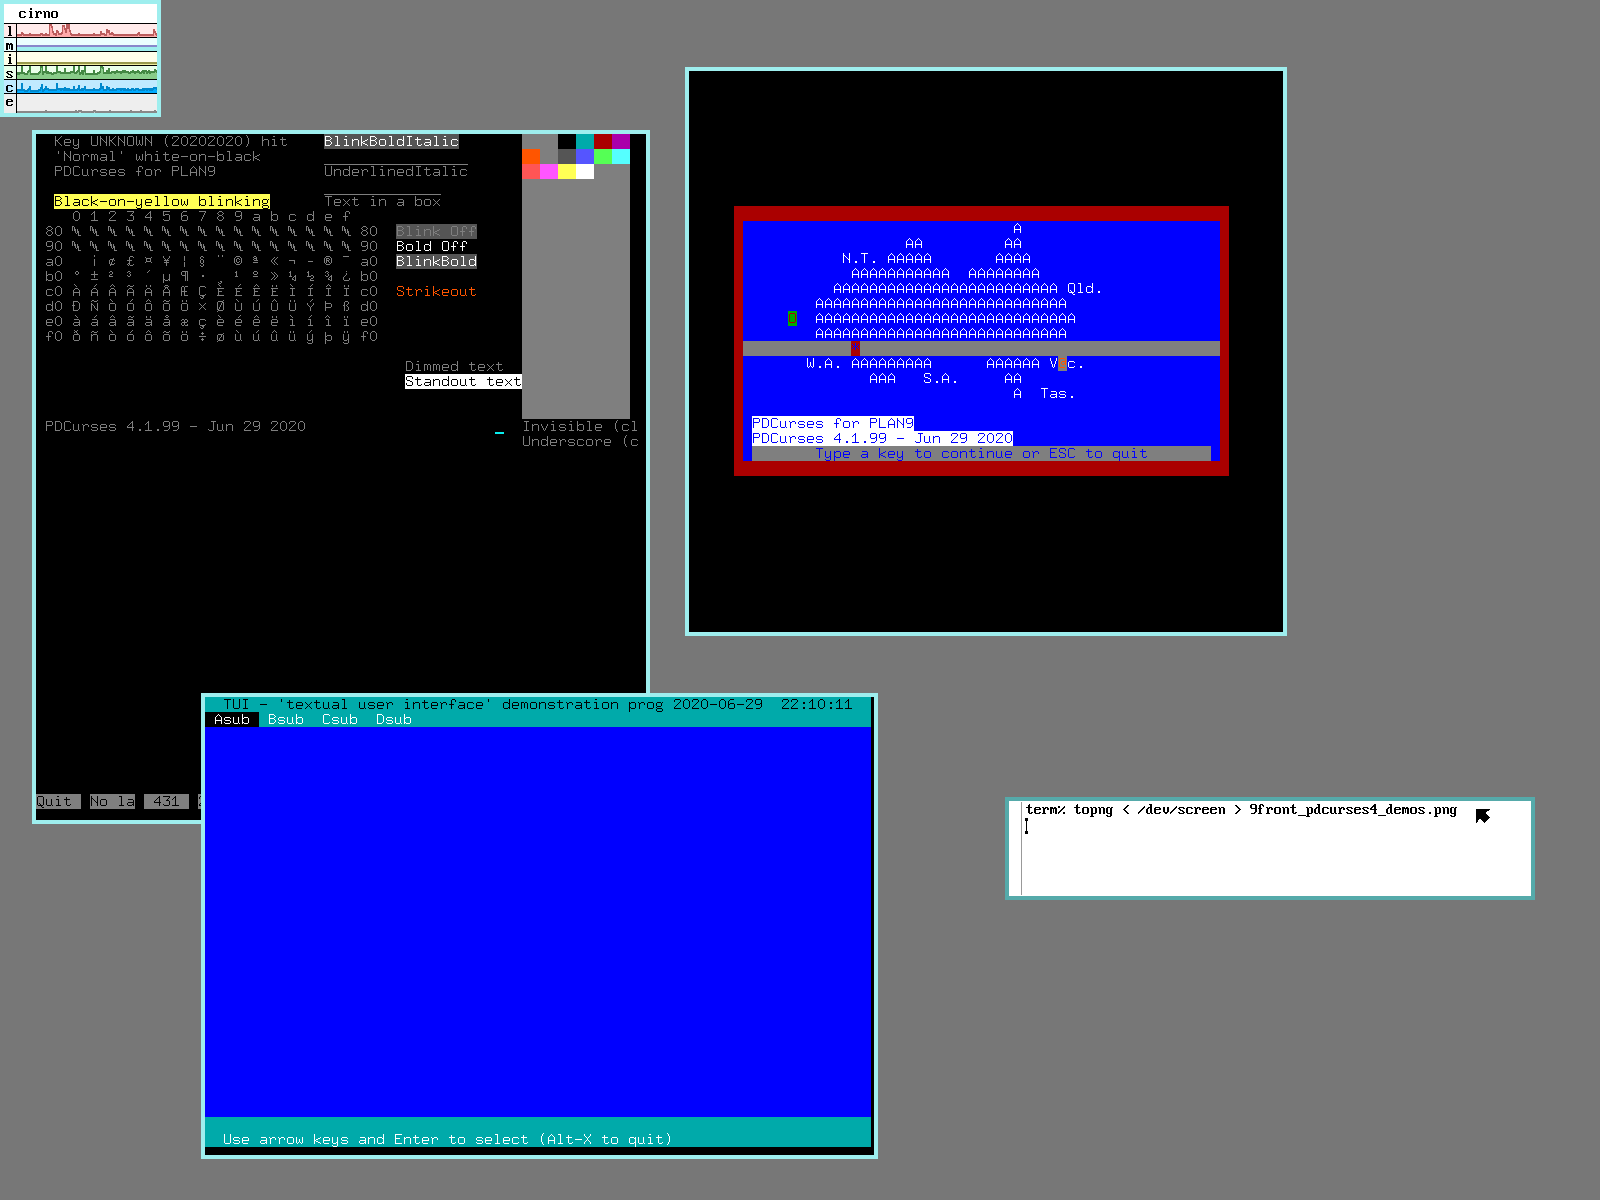 cirno
l
m
i
s
c
e
Key UNKNOWN (20202020) hit BlinkBoldItalic
'Normal' white-on-black
PDCurses for PLAN9 UnderlinedItalic
Black-on-yellow blinking Text in a box
0 1 2 3 4 5 6 7 8 9 a b c d e f
80 80 Blink Off
90 90 Bold Off
a0 ¡ ¢ £ ¤ ¥ ¦ § ¨ © ª « ¬ - ® ¯ a0 BlinkBold
b0 ° ± ² ³ ´ µ ¶ · ¸ ¹ º » ¼ ½ ¾ ¿ b0
c0 À Á Â Ã Ä Å Æ Ç È É Ê Ë Ì Í Î Ï c0 Strikeout
d0 Ð Ñ Ò Ó Ô Õ Ö × Ø Ù Ú Û Ü Ý Þ ß d0
e0 à á â ã ä å æ ç è é ê ë ì í î ï e0
f0 ð ñ ò ó ô õ ö ÷ ø ù ú û ü ý þ ÿ f0
Dimmed text
Standout text
PDCurses 4.1.99 - Jun 29 2020 Invisible (cl
Underscore (c
Quit No la 431
A
AA AA
N.T. AAAAA AAAA
AAAAAAAAAAA AAAAAAAA
AAAAAAAAAAAAAAAAAAAAAAAAA Qld.
AAAAAAAAAAAAAAAAAAAAAAAAAAAA
AAAAAAAAAAAAAAAAAAAAAAAAAAAAA
AAAAAAAAAAAAAAAAAAAAAAAAAAAA
W.A. AAAAAAAAA AAAAAA V c.
AAA S.A. AA
A Tas.
PDCurses for PLAN9
PDCurses 4.1.99 - Jun 29 2020
Type a key to continue or ESC to quit
TUI - 'textual user interface' demonstration prog 2020-06-29 22:10:11
Asub Bsub Csub Dsub
Use arrow keys and Enter to select (Alt-X to quit)
term% topng < /dev/screen > 9front_pdcurses4_demos.png